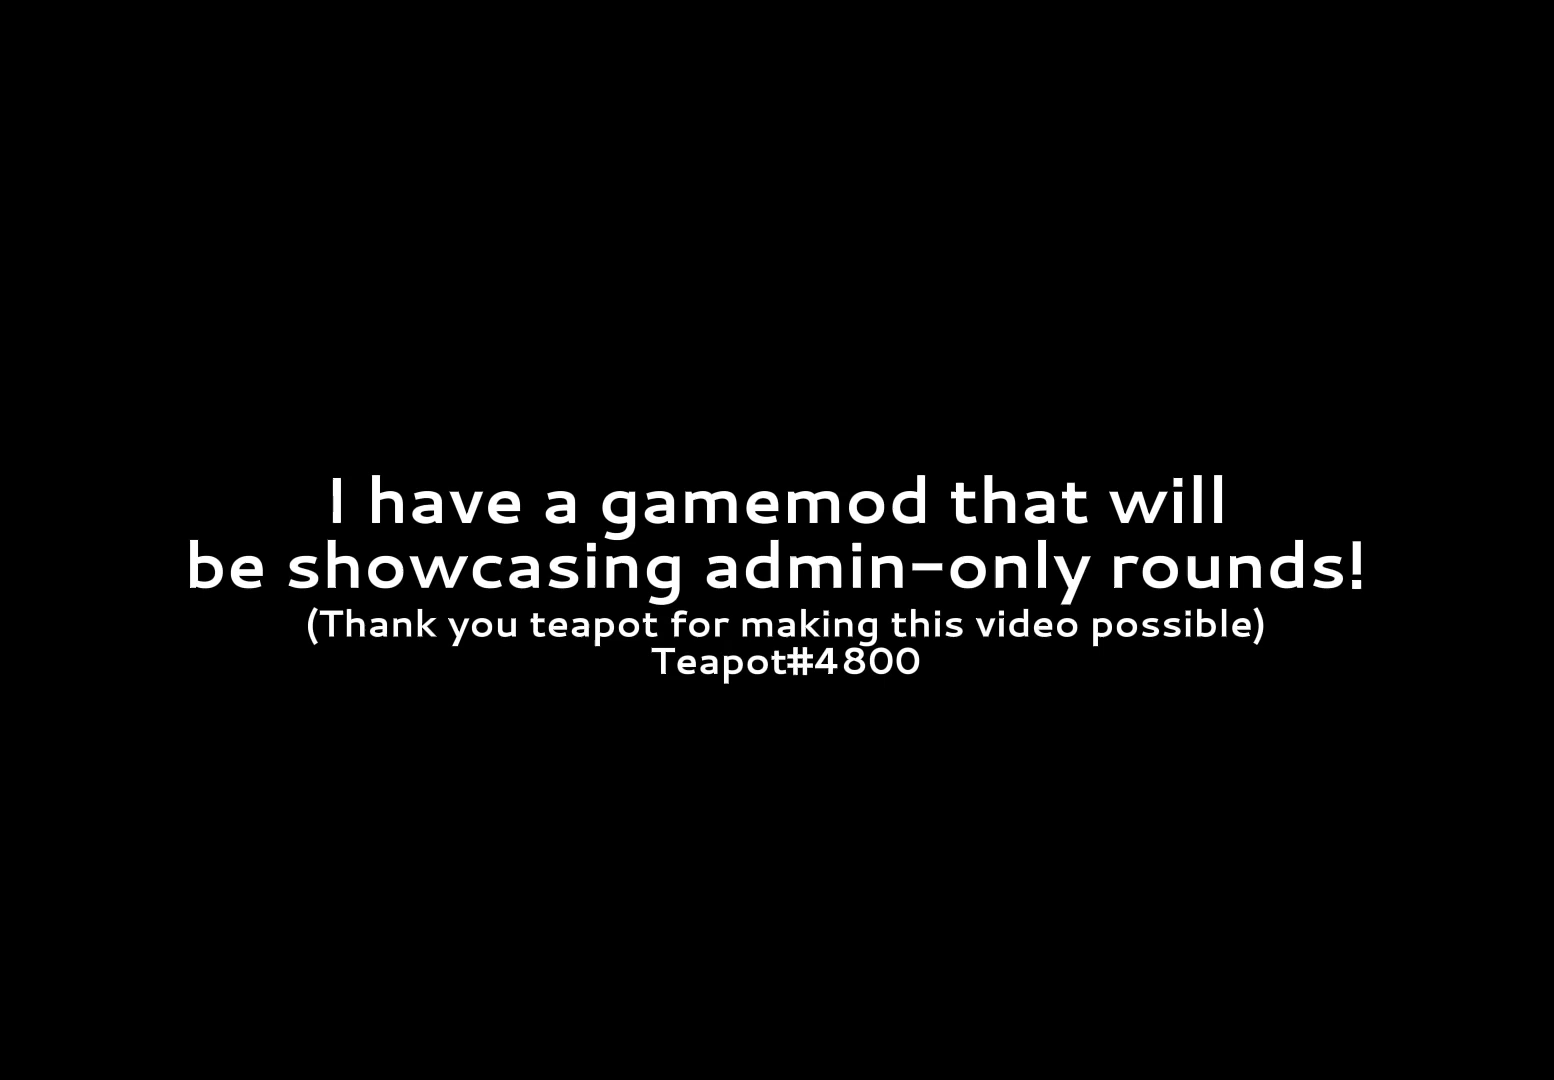 I have a gamemod that will
be showcasing admin-only rounds!
(Thank you teapot for making this video possible)
Teapot#4800